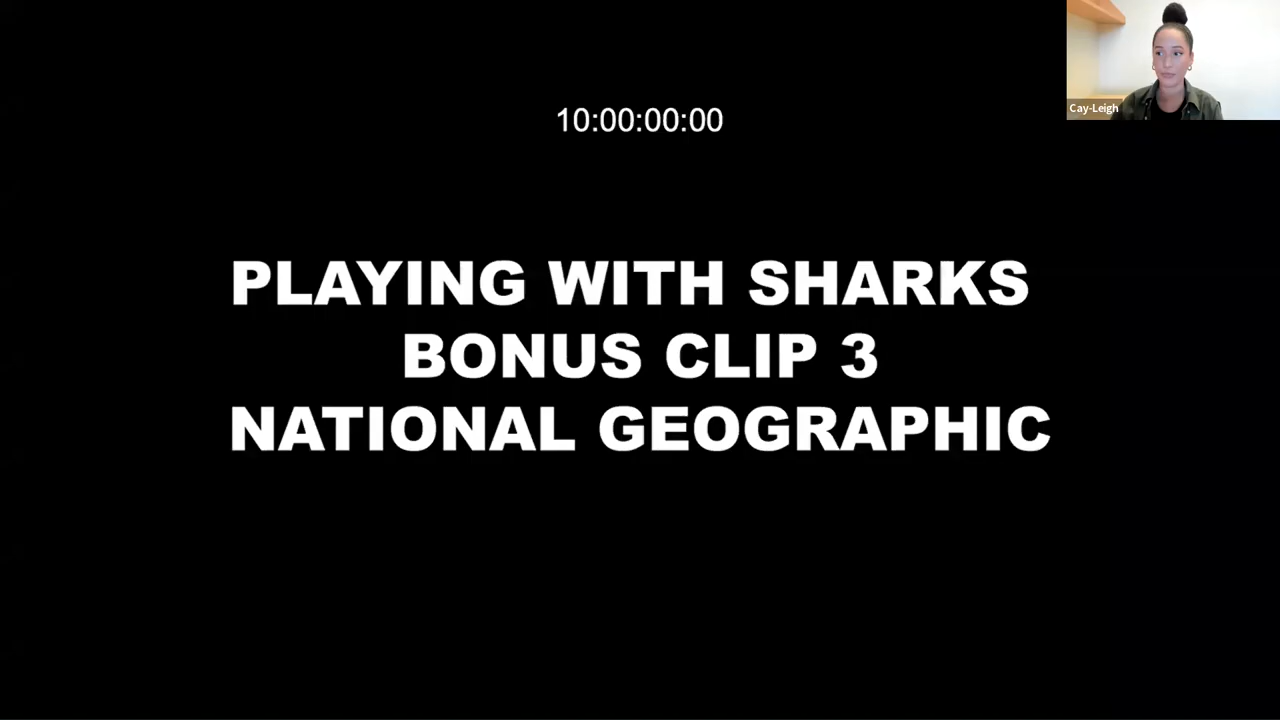 10:00:00:00
Cay-Leigh
PLAYING WITH SHARKS
BONUS CLIP 3
NATIONAL GEOGRAPHIC